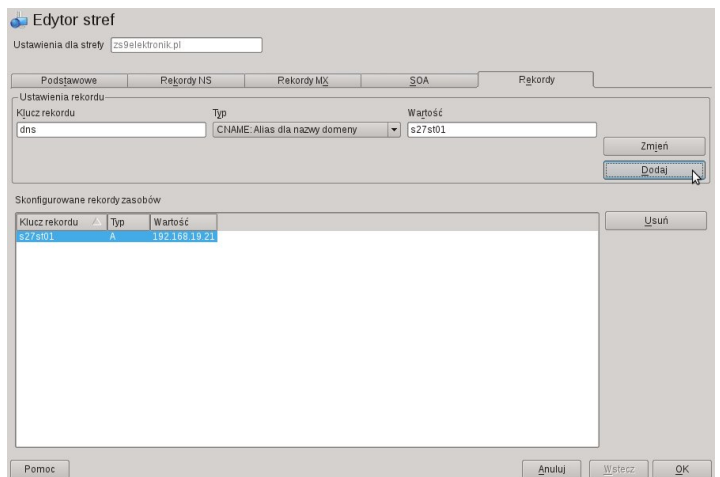 Edytor stref
Ustawienia dla strefy zs9elektronik.pl
Podstawowe Rekordy NS Rekordy MX SOA Rekordy
Ustawienia rekordu
Klucz rekordu Typ Wartość
dns CNAME: Alias dla nazwy domeny s27st01
Zmień
Dodaj
Skonfigurowane rekordy zasobów
Klucz rekordu Typ Wartość Usuń
s27st01 A 192.168.19.21
Pomoc Anuluj Wstecz OK